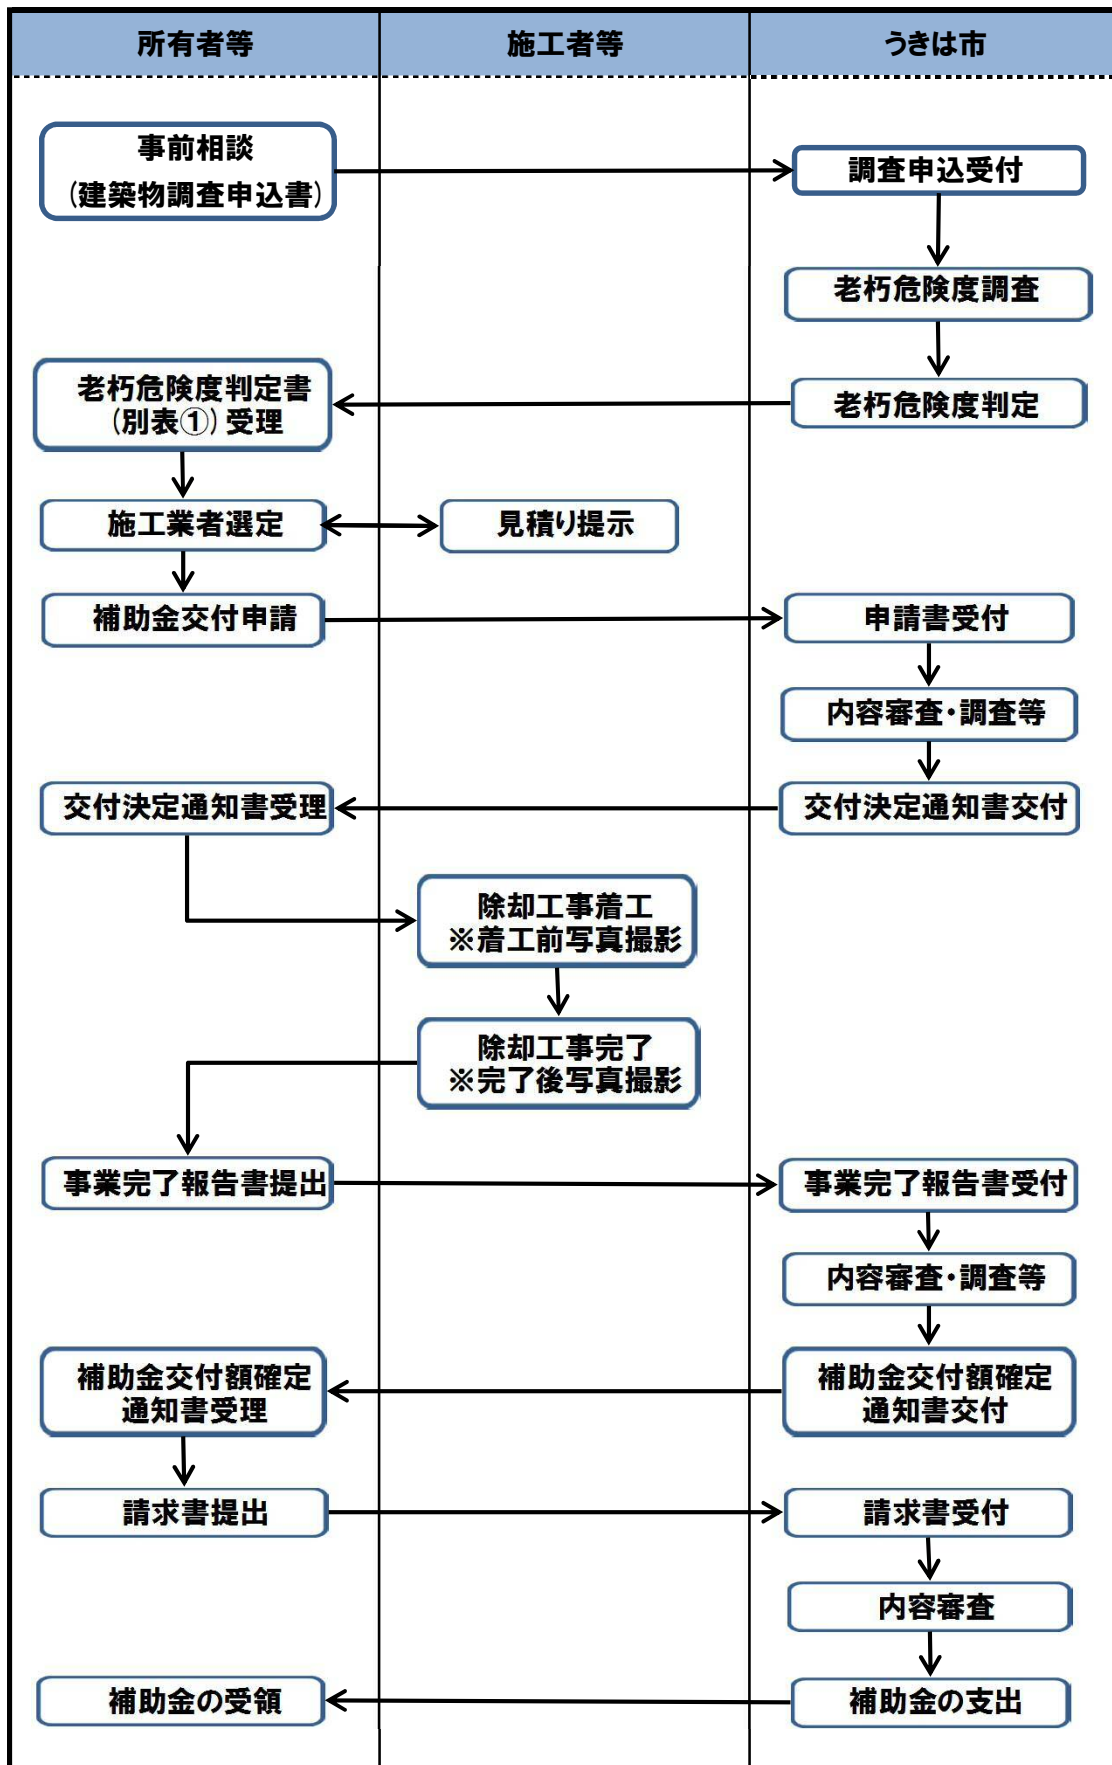 所有者等
施工者等
うきは市
事前相談
(建築物調査申込書)
調査申込受付
老朽危険度調査
老朽危険度判定書
(別表①)受理
老朽危険度判定
施工業者選定
見積り提示
補助金交付申請
申請書受付
内容審査・調査等
交付決定通知書受理
交付決定通知書交付
除却工事着工
※着工前写真撮影
除却工事完了
※完了後写真撮影
事業完了報告書提出
事業完了報告書受付
内容審査・調査等
補助金交付額確定
通知書受理
補助金交付額確定
通知書交付
請求書提出
請求書受付
内容審査
補助金の受領
補助金の支出